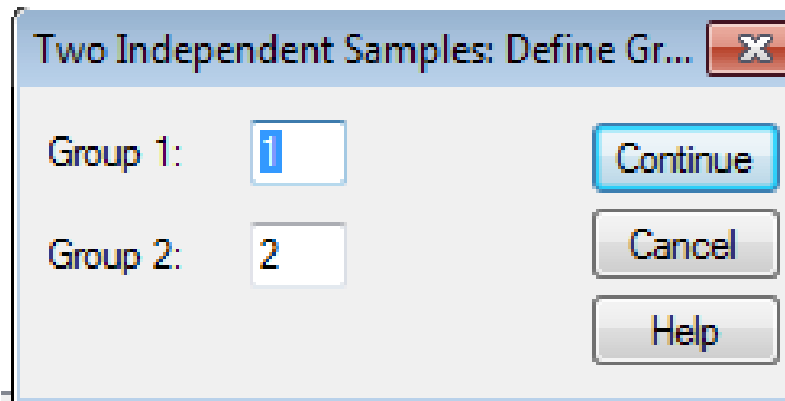 Two Independent Samples: Define Gr...
Group 1: 1
Continue
Group 2: 2
Cancel
Help